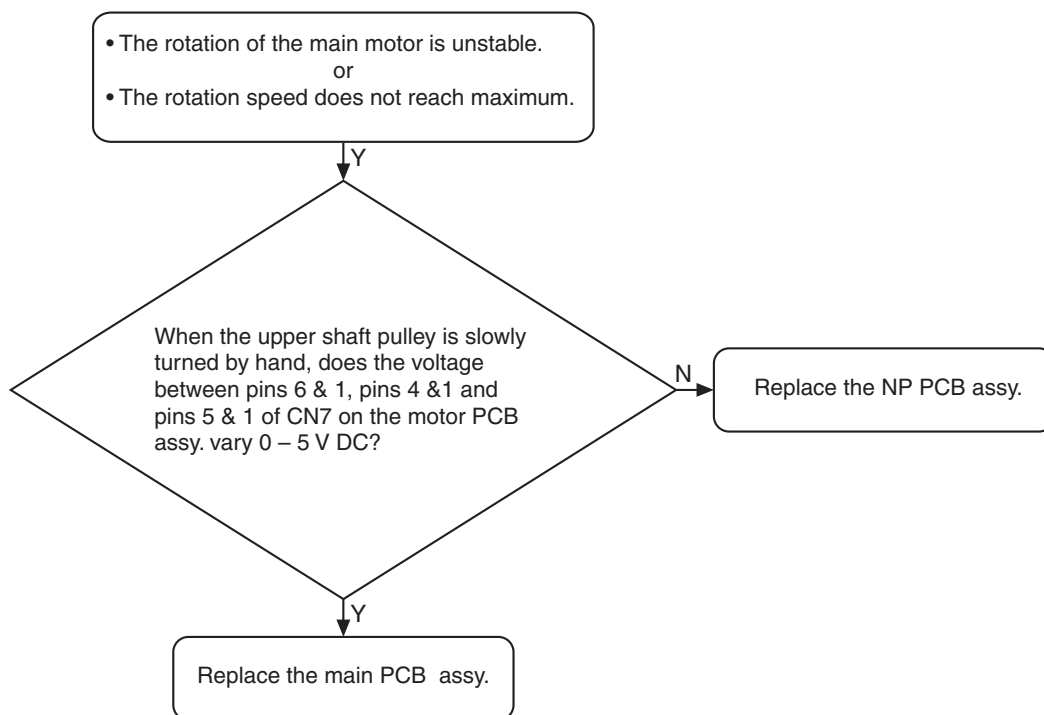 • The rotation of the main motor is unstable.
or
• The rotation speed does not reach maximum.
Y
When the upper shaft pulley is slowly
turned by hand, does the voltage
between pins 6 & 1, pins 4 &1 and
pins 5 & 1 of CN7 on the motor PCB
assy. vary 0 – 5 V DC?
N
Replace the NP PCB assy.
Y
Replace the main PCB assy.